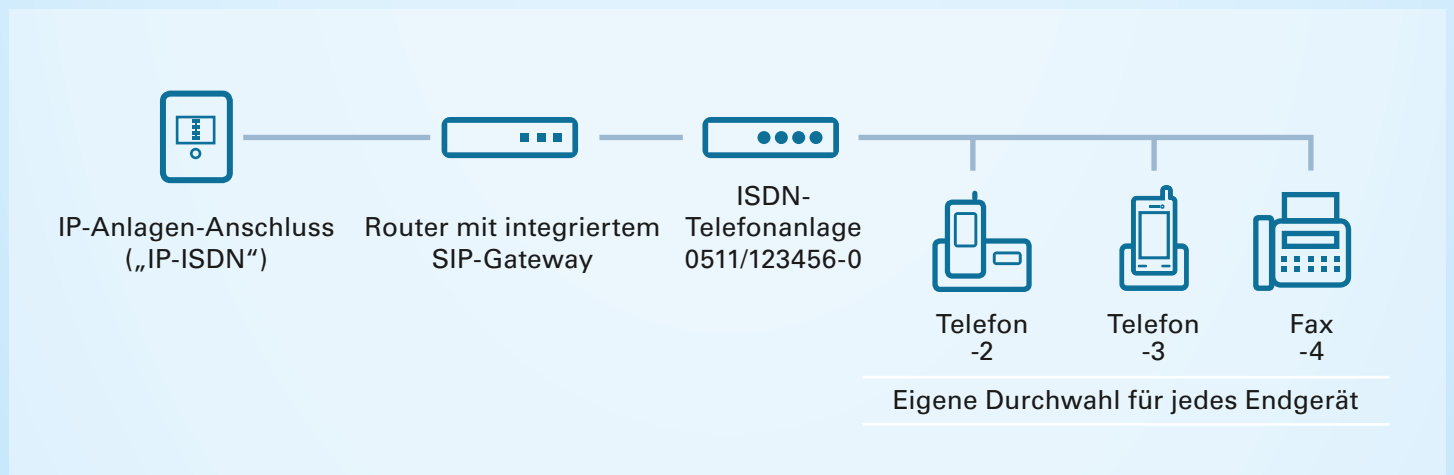 IP-Anlagen-Anschluss
(„IP-ISDN“)
Router mit integriertem
SIP-Gateway
ISDN-
Telefonanlage
0511/123456-0
Telefon
-2
Telefon
-3
Fax
-4
Eigene Durchwahl für jedes Endgerät